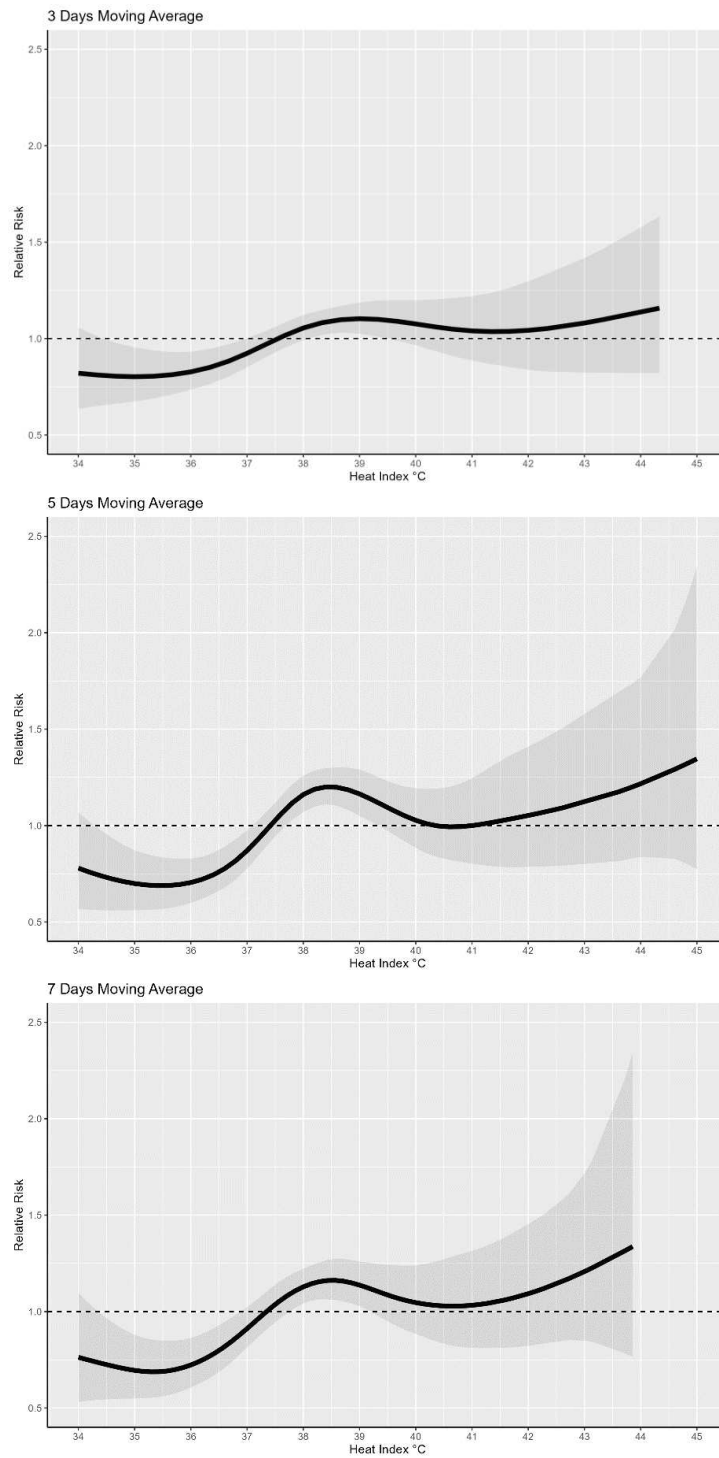 3 Days Moving Average
2.5
2.0
1.5
1.0
0.5
Relative Risk
34 35 36 37 38 39 40 41 42 43 44 45
Heat Index °C
5 Days Moving Average
2.5
2.0
1.5
1.0
0.5
Relative Risk
34 35 36 37 38 39 40 41 42 43 44 45
Heat Index °C
7 Days Moving Average
2.5
2.0
1.5
1.0
0.5
Relative Risk
34 35 36 37 38 39 40 41 42 43 44 45
Heat Index °C